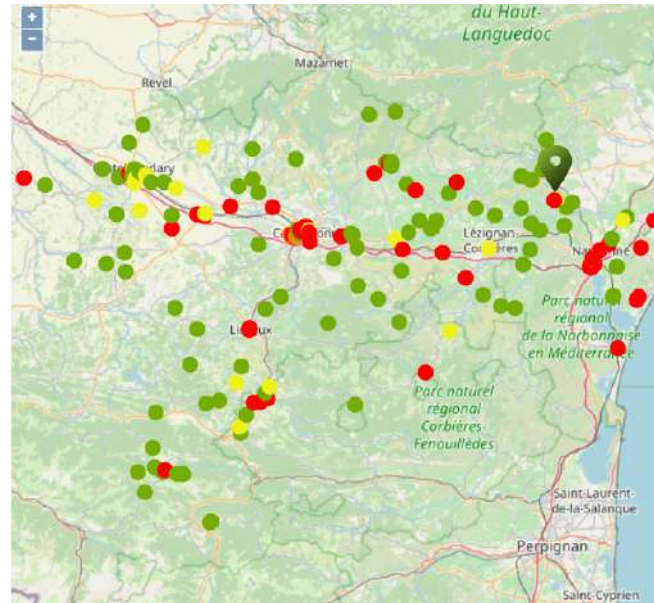 +
−
du Haut-
Languedoc
Mazamet
Revel
Lézignan-
Corbières
Parc naturel
régional
de la Narbonnaise
en Méditerranée
Parc naturel
régional
Corbières-
Fenouillèdes
Saint-Laurent-
de-la-Salanque
Perpignan
Saint-Cyprien